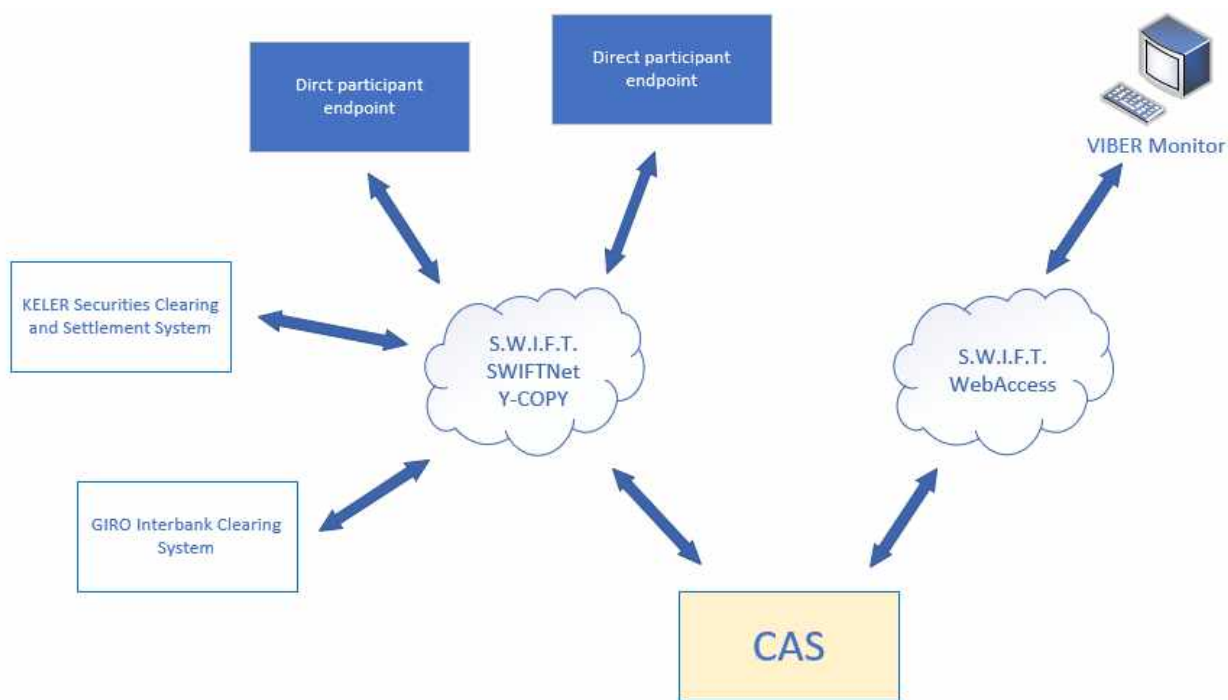 Dirct participant
endpoint
Direct participant
endpoint
VIBER Monitor
KELER Securities Clearing
and Settlement System
S.W.I.F.T.
SWIFTNet
Y-COPY
S.W.I.F.T.
WebAccess
GIRO Interbank Clearing
System
CAS